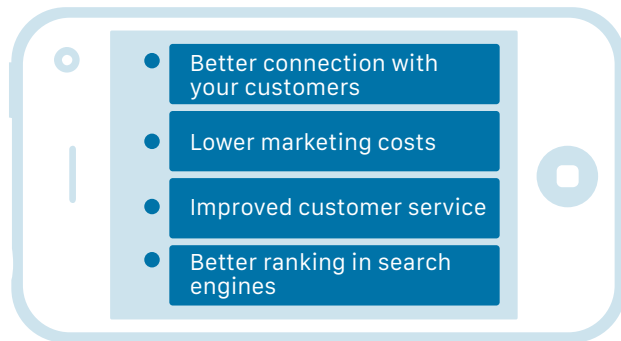 Better connection with
your customers
Lower marketing costs
Improved customer service
Better ranking in search
engines